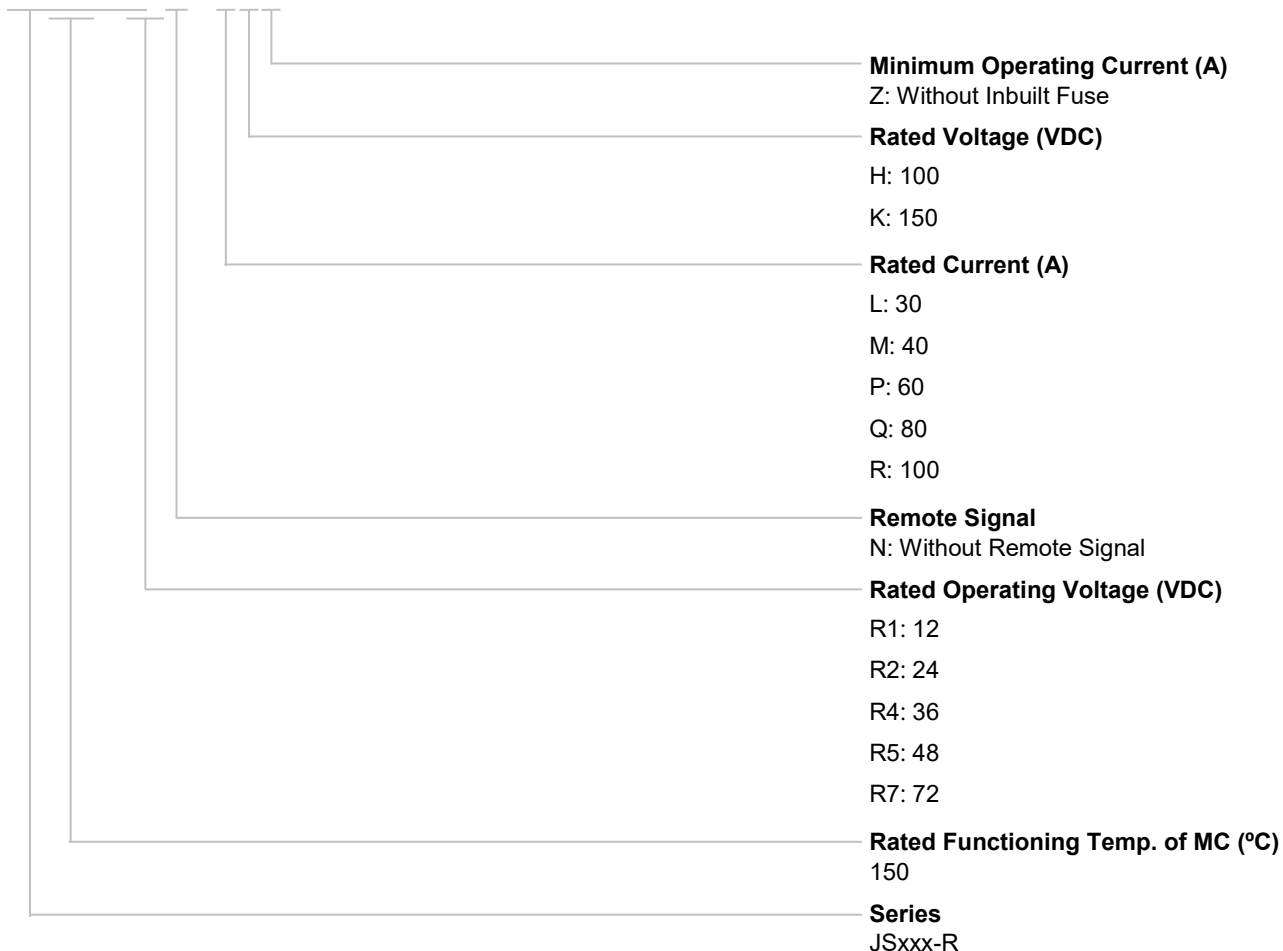 Minimum Operating Current (A)
Z: Without Inbuilt Fuse
Rated Voltage (VDC)
H: 100
K: 150
Rated Current (A)
L: 30
M: 40
P: 60
Q: 80
R: 100
Remote Signal
N: Without Remote Signal
Rated Operating Voltage (VDC)
R1: 12
R2: 24
R4: 36
R5: 48
R7: 72
Rated Functioning Temp. of MC (ºC)
150
Series
JSxxx-R